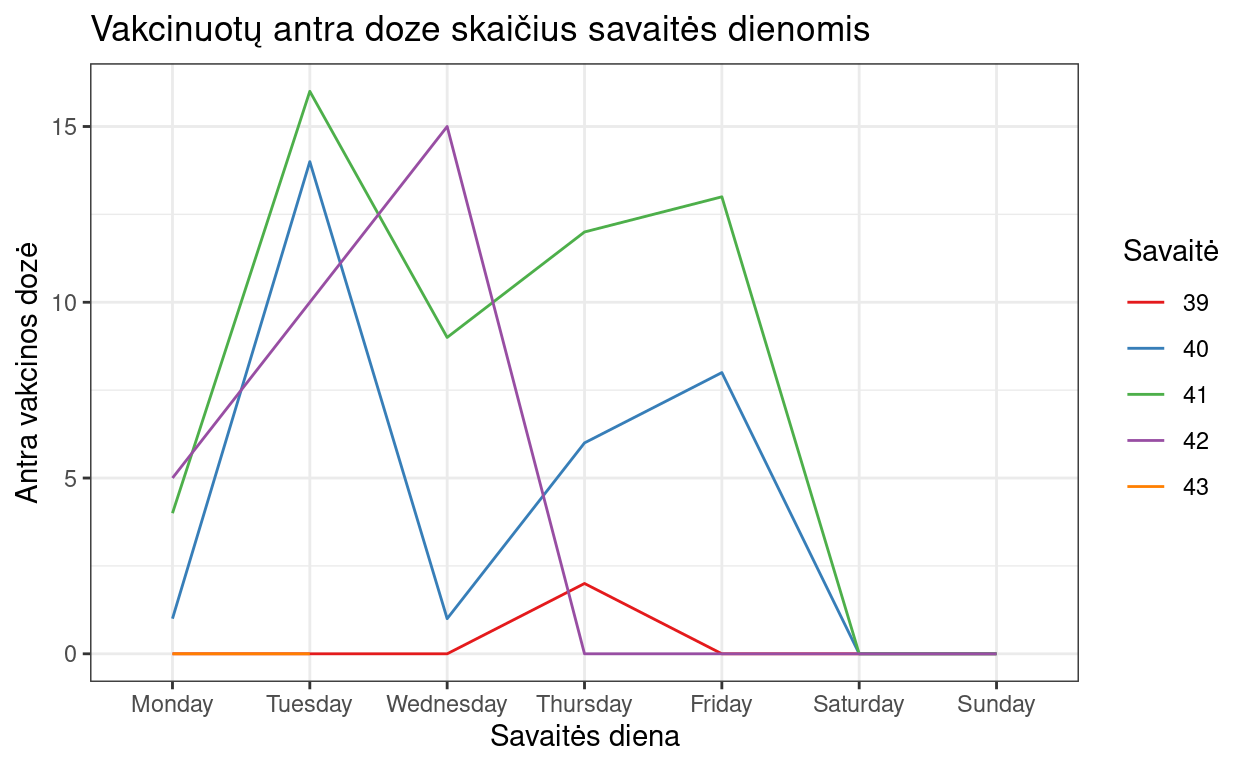 Vakcinuotų antra doze skaičius savaitės dienomis
Antra vakcinos dozė
15
10
5
0
Monday Tuesday Wednesday Thursday Friday Saturday Sunday
Savaitės diena
Savaitė
39
40
41
42
43